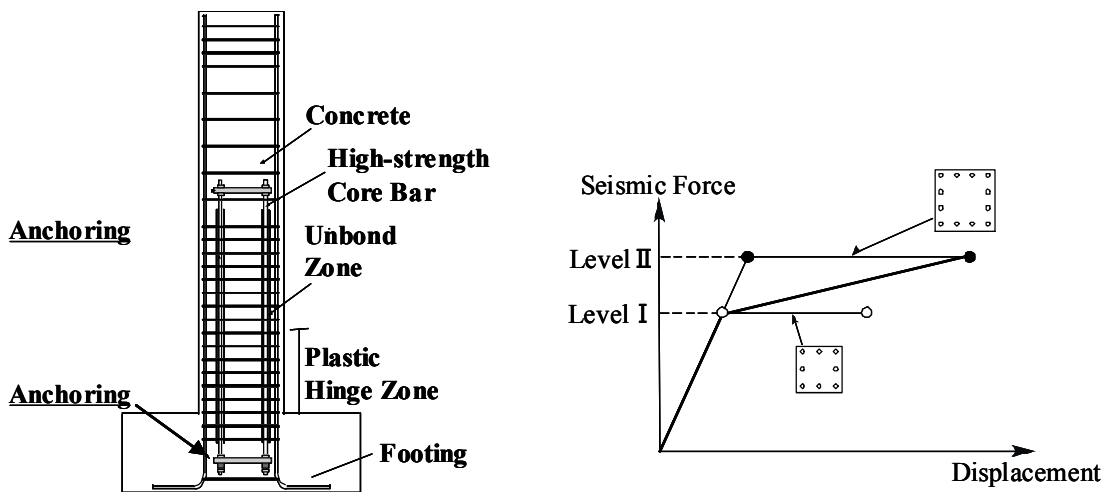 Concrete
High-strength
Core Bar
Anchoring
Unbond
Zone
Plastic
Hinge Zone
Anchoring
Footing
Seismic Force
Level Ⅱ
Level Ⅰ
Displacement